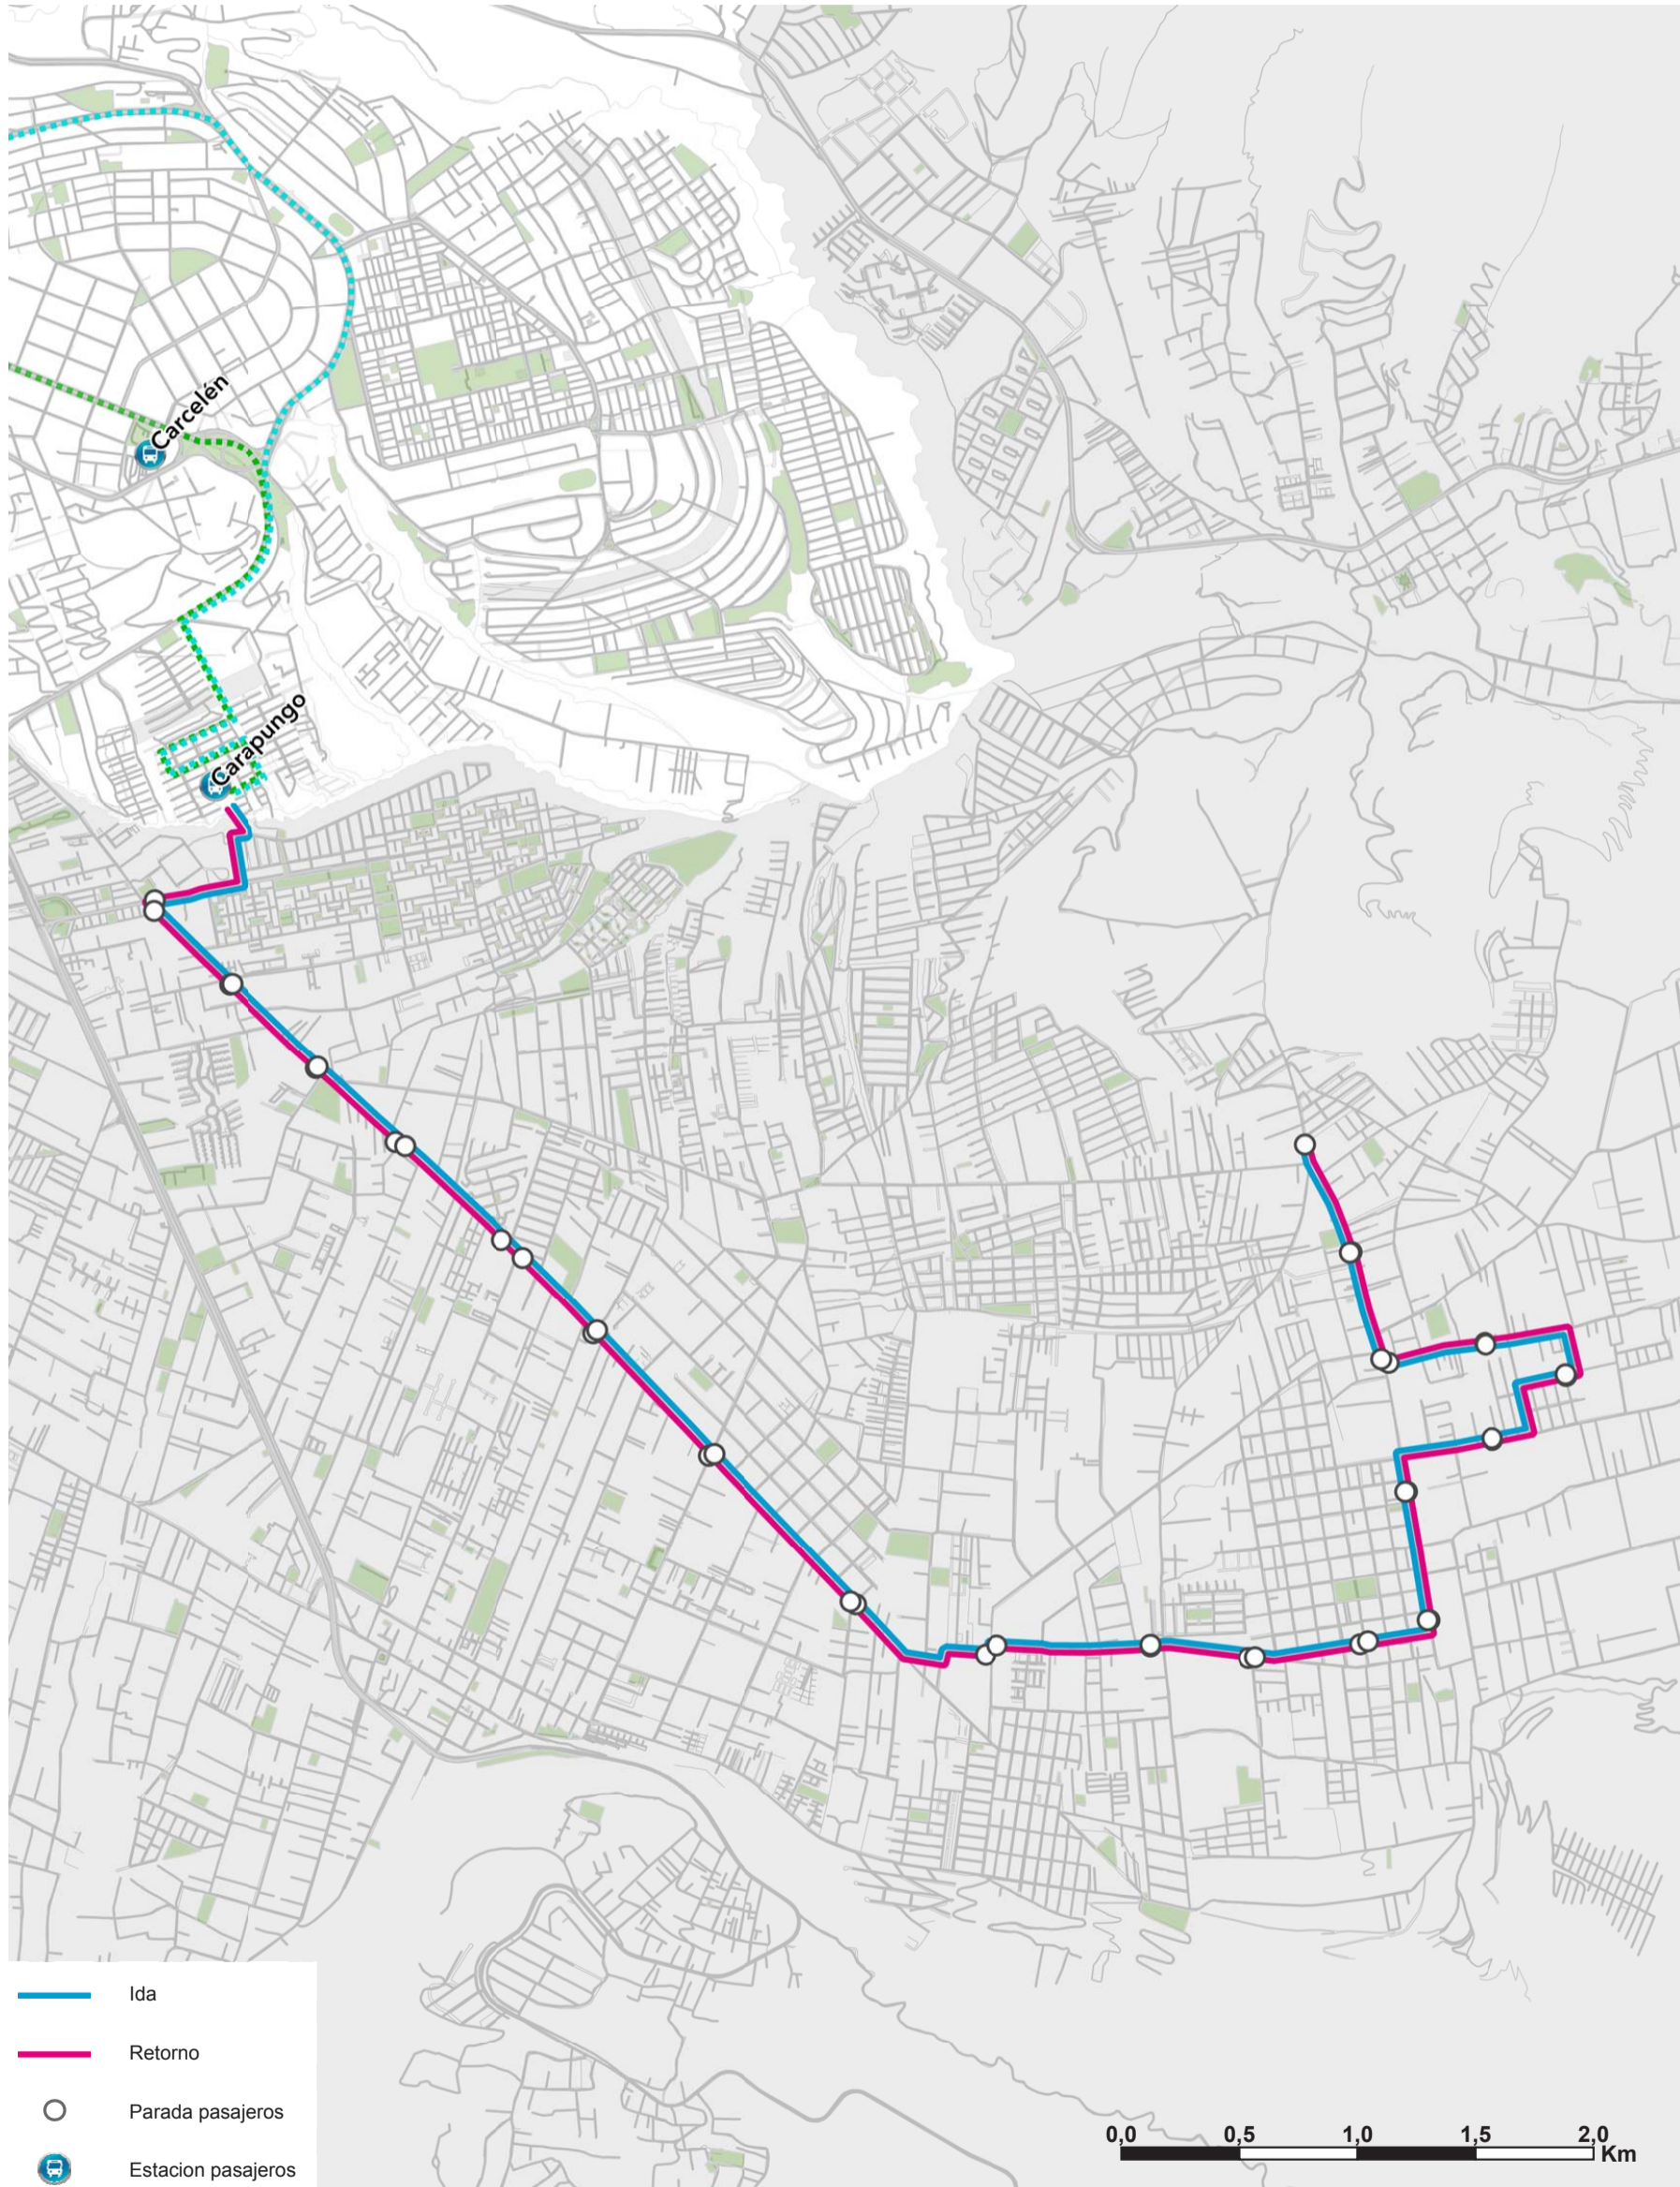 Carcelén
Carapungo
Ida
Retorno
Parada pasajeros
Estacion pasajeros
0,0 0,5 1,0 1,5 2,0
Km